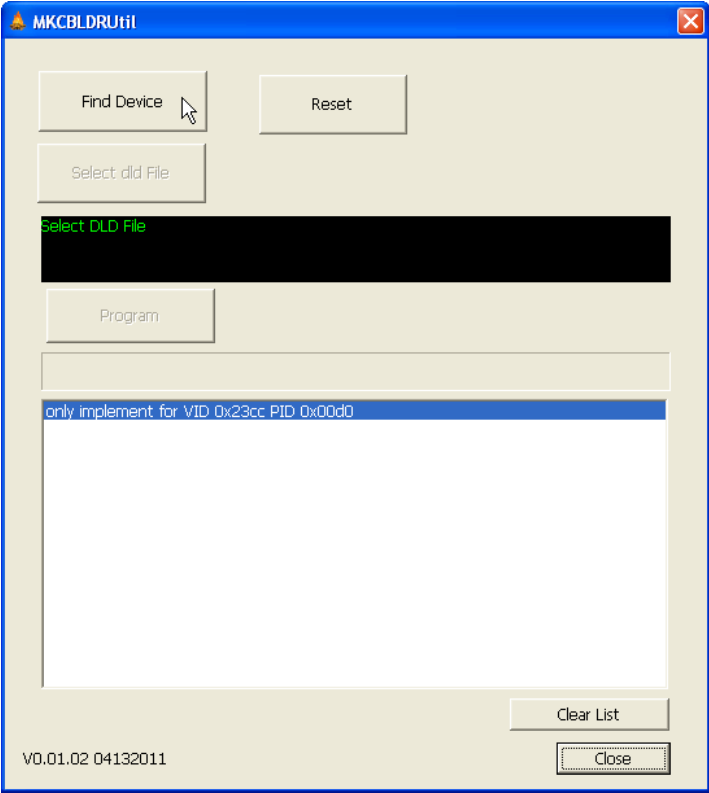 MKCBLDRUtil
Find Device
Reset
Select dld File
Select DLD File
Program
only implement for VID 0x23cc PID 0x00d0
Clear List
V0.01.02 04132011
Close